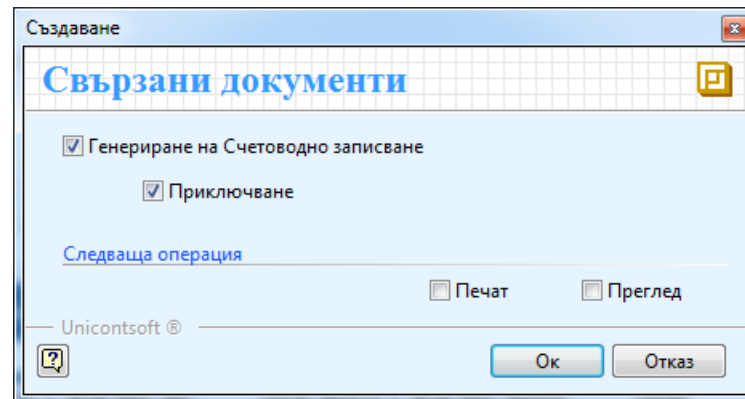 Създаване
Свързани документи
Генериране на Счетоводно записване
Приключване
Следваща операция
Печат Преглед
Unicontsoft ®
Ок Отказ